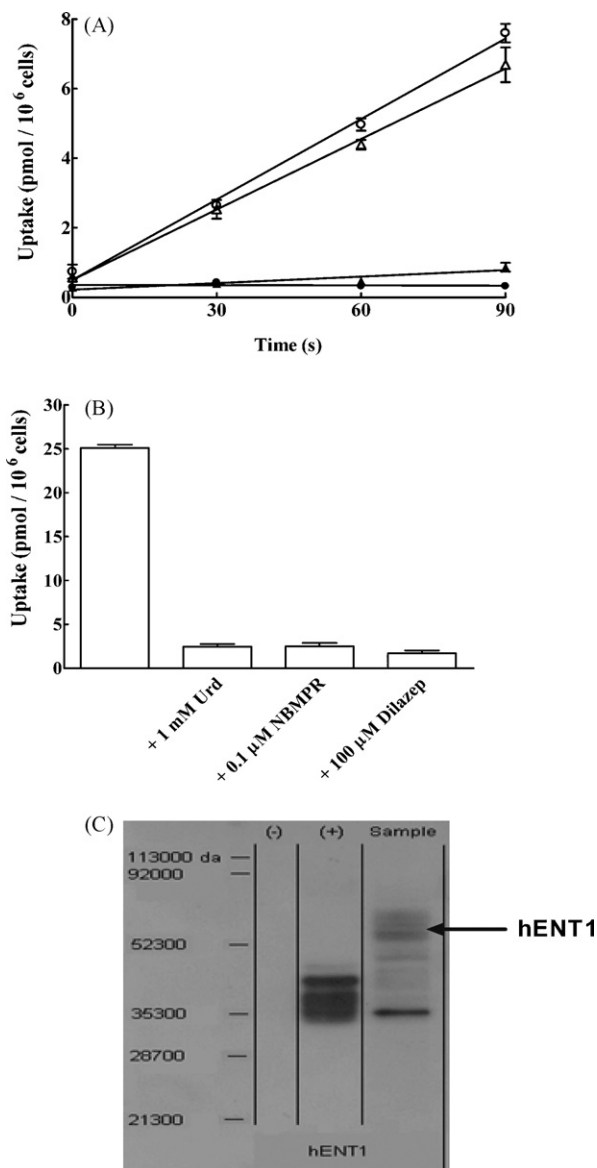 (A)
8
6
4
2
0
Uptake (pmol / 10 6 cells)
0 30 60 90
Time (s)
(B)
30
25
20
15
10
5
0
Uptake (pmol / 10 6 cells)
+ 1 mM Urd
+ 0.1 µM NBMPR
+ 100 µM Dilazep
(C)
(-) (+) Sample
113000 da
92000
hENT1
52300
35300
28700
21300
hENT1